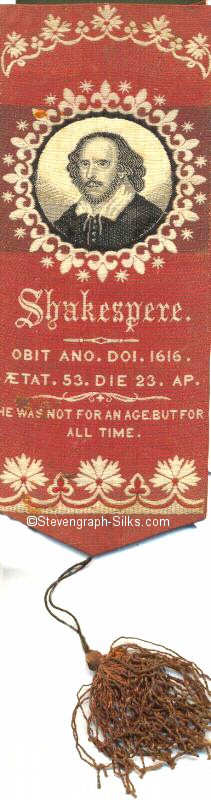 Shakespere.
OBIT ANO. DOI. 1616.
ÆTAT. 53. DIE 23. AP.
HE WAS NOT FOR AN AGE.BUT FOR
ALL TIME.
©Stevengraph-Silks.com